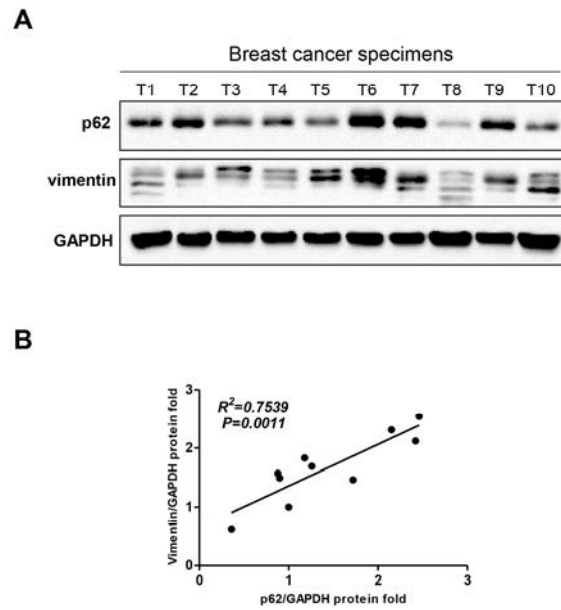 A
Breast cancer specimens
T1 T2 T3 T4 T5 T6 T7 T8 T9 T10
p62
vimentin
GAPDH
B
Vimentin/GAPDH protein fold
3
2
1
0
R²=0.7539
P=0.0011
0 1 2 3
p62/GAPDH protein fold